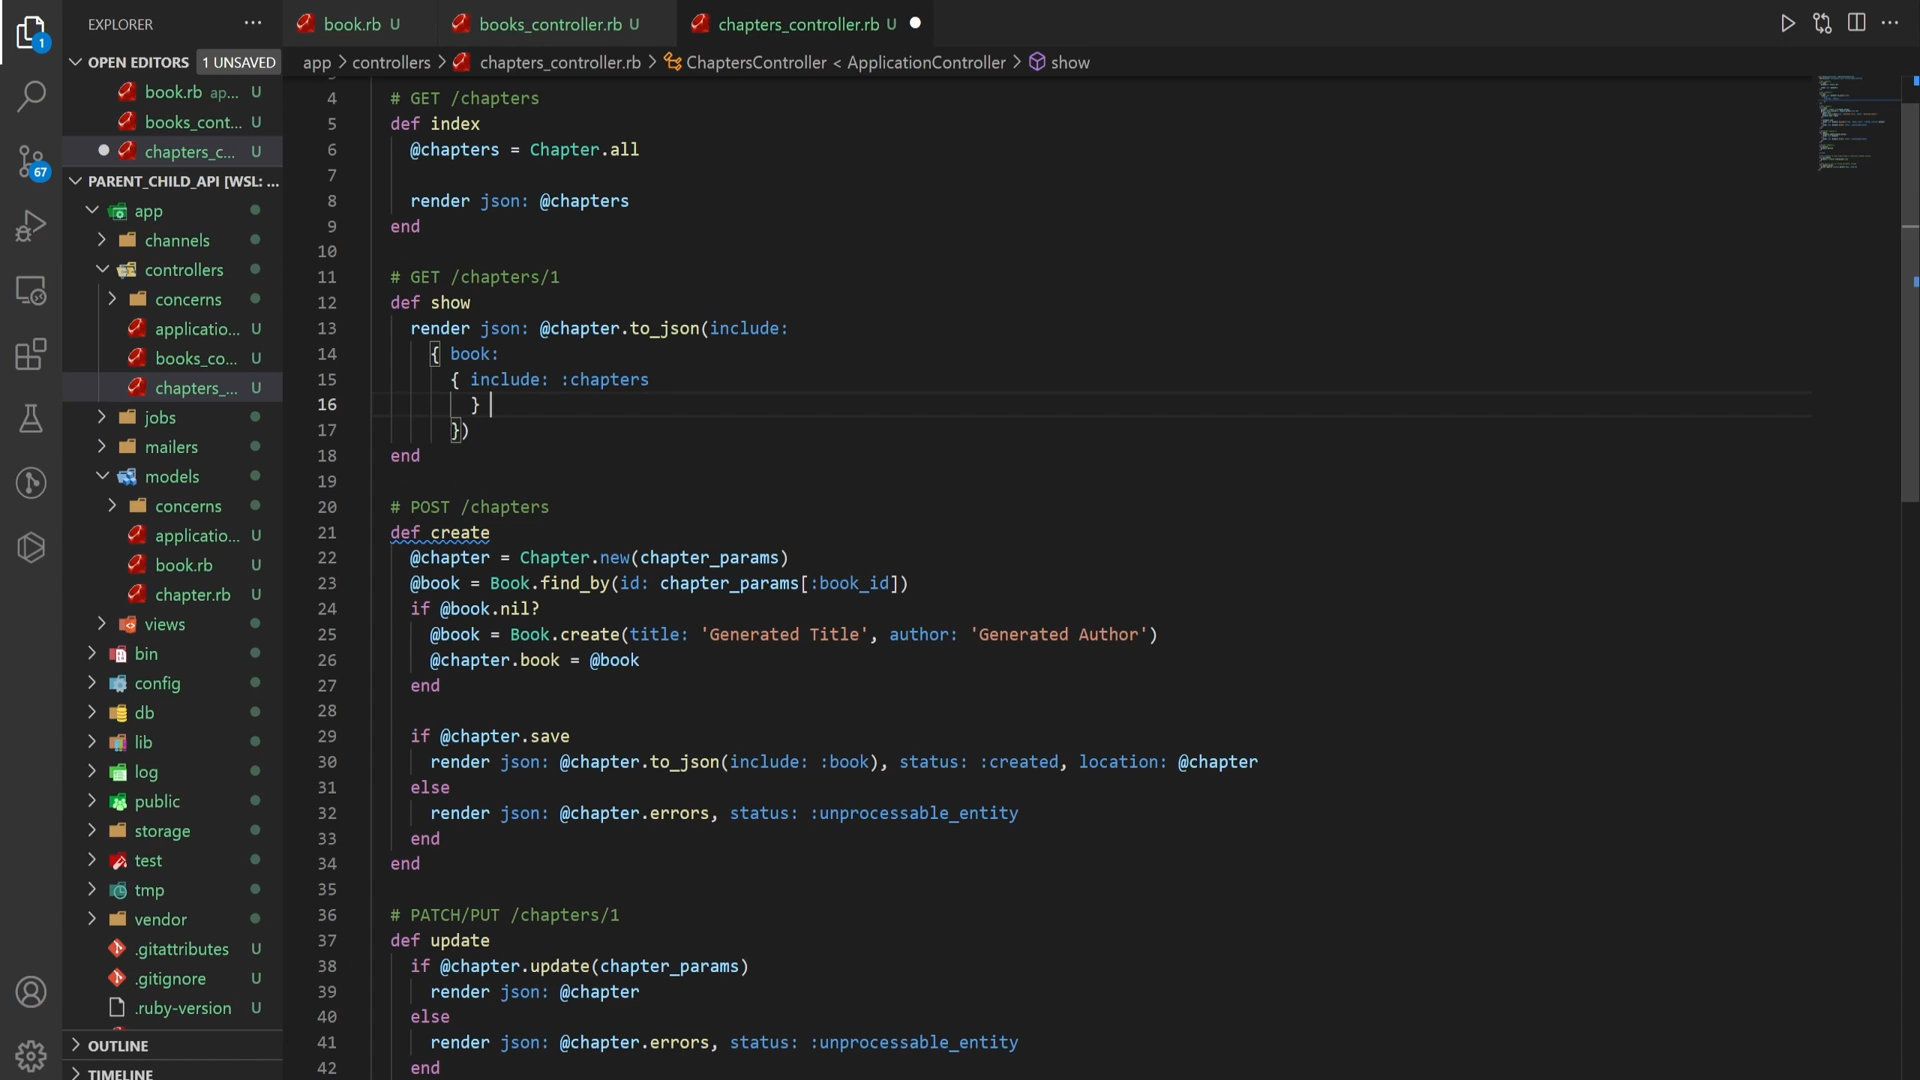 EXPLORER
book.rb U
books_controller.rb U
chapters_controller.rb U
1
OPEN EDITORS 1 UNSAVED
app > controllers > chapters_controller.rb > ChaptersController < ApplicationController > show
book.rb ap... U
books_cont... U
chapters_c... U
67
PARENT_CHILD_API [WSL: ...
app
channels
controllers
concerns
applicatio... U
books_co... U
chapters_... U
jobs
mailers
models
concerns
applicatio... U
book.rb U
chapter.rb U
views
bin
config
db
lib
log
public
storage
test
tmp
vendor
.gitattributes U
.gitignore U
.ruby-version U
OUTLINE
TIMELINE
4 # GET /chapters
5 def index
6 @chapters = Chapter.all
7
8 render json: @chapters
9 end
10
11 # GET /chapters/1
12 def show
13 render json: @chapter.to_json(include:
14 { book:
15 { include: :chapters
16 }
17 })
18 end
19
20 # POST /chapters
21 def create
22 @chapter = Chapter.new(chapter_params)
23 @book = Book.find_by(id: chapter_params[:book_id])
24 if @book.nil?
25 @book = Book.create(title: 'Generated Title', author: 'Generated Author')
26 @chapter.book = @book
27 end
28
29 if @chapter.save
30 render json: @chapter.to_json(include: :book), status: :created, location: @chapter
31 else
32 render json: @chapter.errors, status: :unprocessable_entity
33 end
34 end
35
36 # PATCH/PUT /chapters/1
37 def update
38 if @chapter.update(chapter_params)
39 render json: @chapter
40 else
41 render json: @chapter.errors, status: :unprocessable_entity
42 end